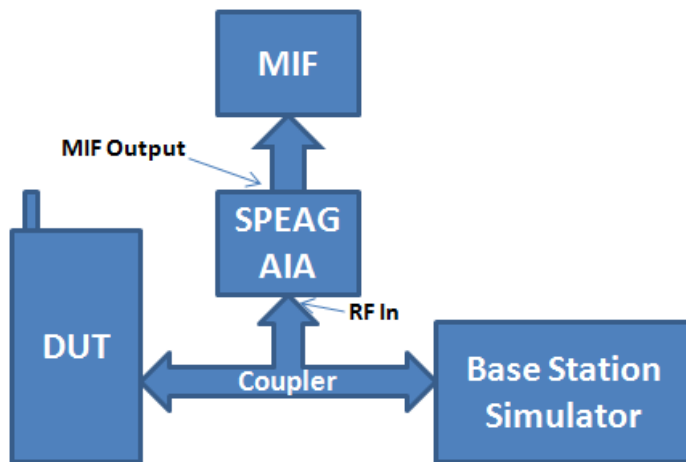 MIF
MIF Output
SPEAG
AIA
RF In
DUT
Coupler
Base Station
Simulator